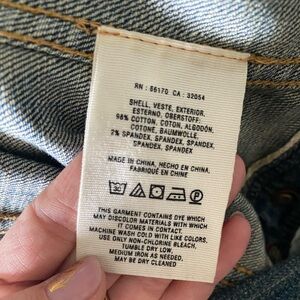 RN : 56170 CA : 32054
SHELL, VESTE, EXTERIOR,
ESTERNO, OBERSTOFF:
98% COTTON, COTON, ALGODÓN,
COTONE, BAUMWOLLE
2% SPANDEX, SPANDEX, SPANDEX,
SPANDEX, SPANDEX
MADE IN CHINA, HECHO EN CHINA,
FABRIQUÉ EN CHINE
THIS GARMENT CONTAINS DYE WHICH
MAY DISCOLOR MATERIALS WITH WHICH
IT COMES IN CONTACT
MACHINE WASH COLD WITH LIKE COLORS.
USE ONLY NON-CHLORINE BLEACH.
TUMBLE DRY LOW
MEDIUM IRON AS NEEDED
MAY BE DRY CLEANED